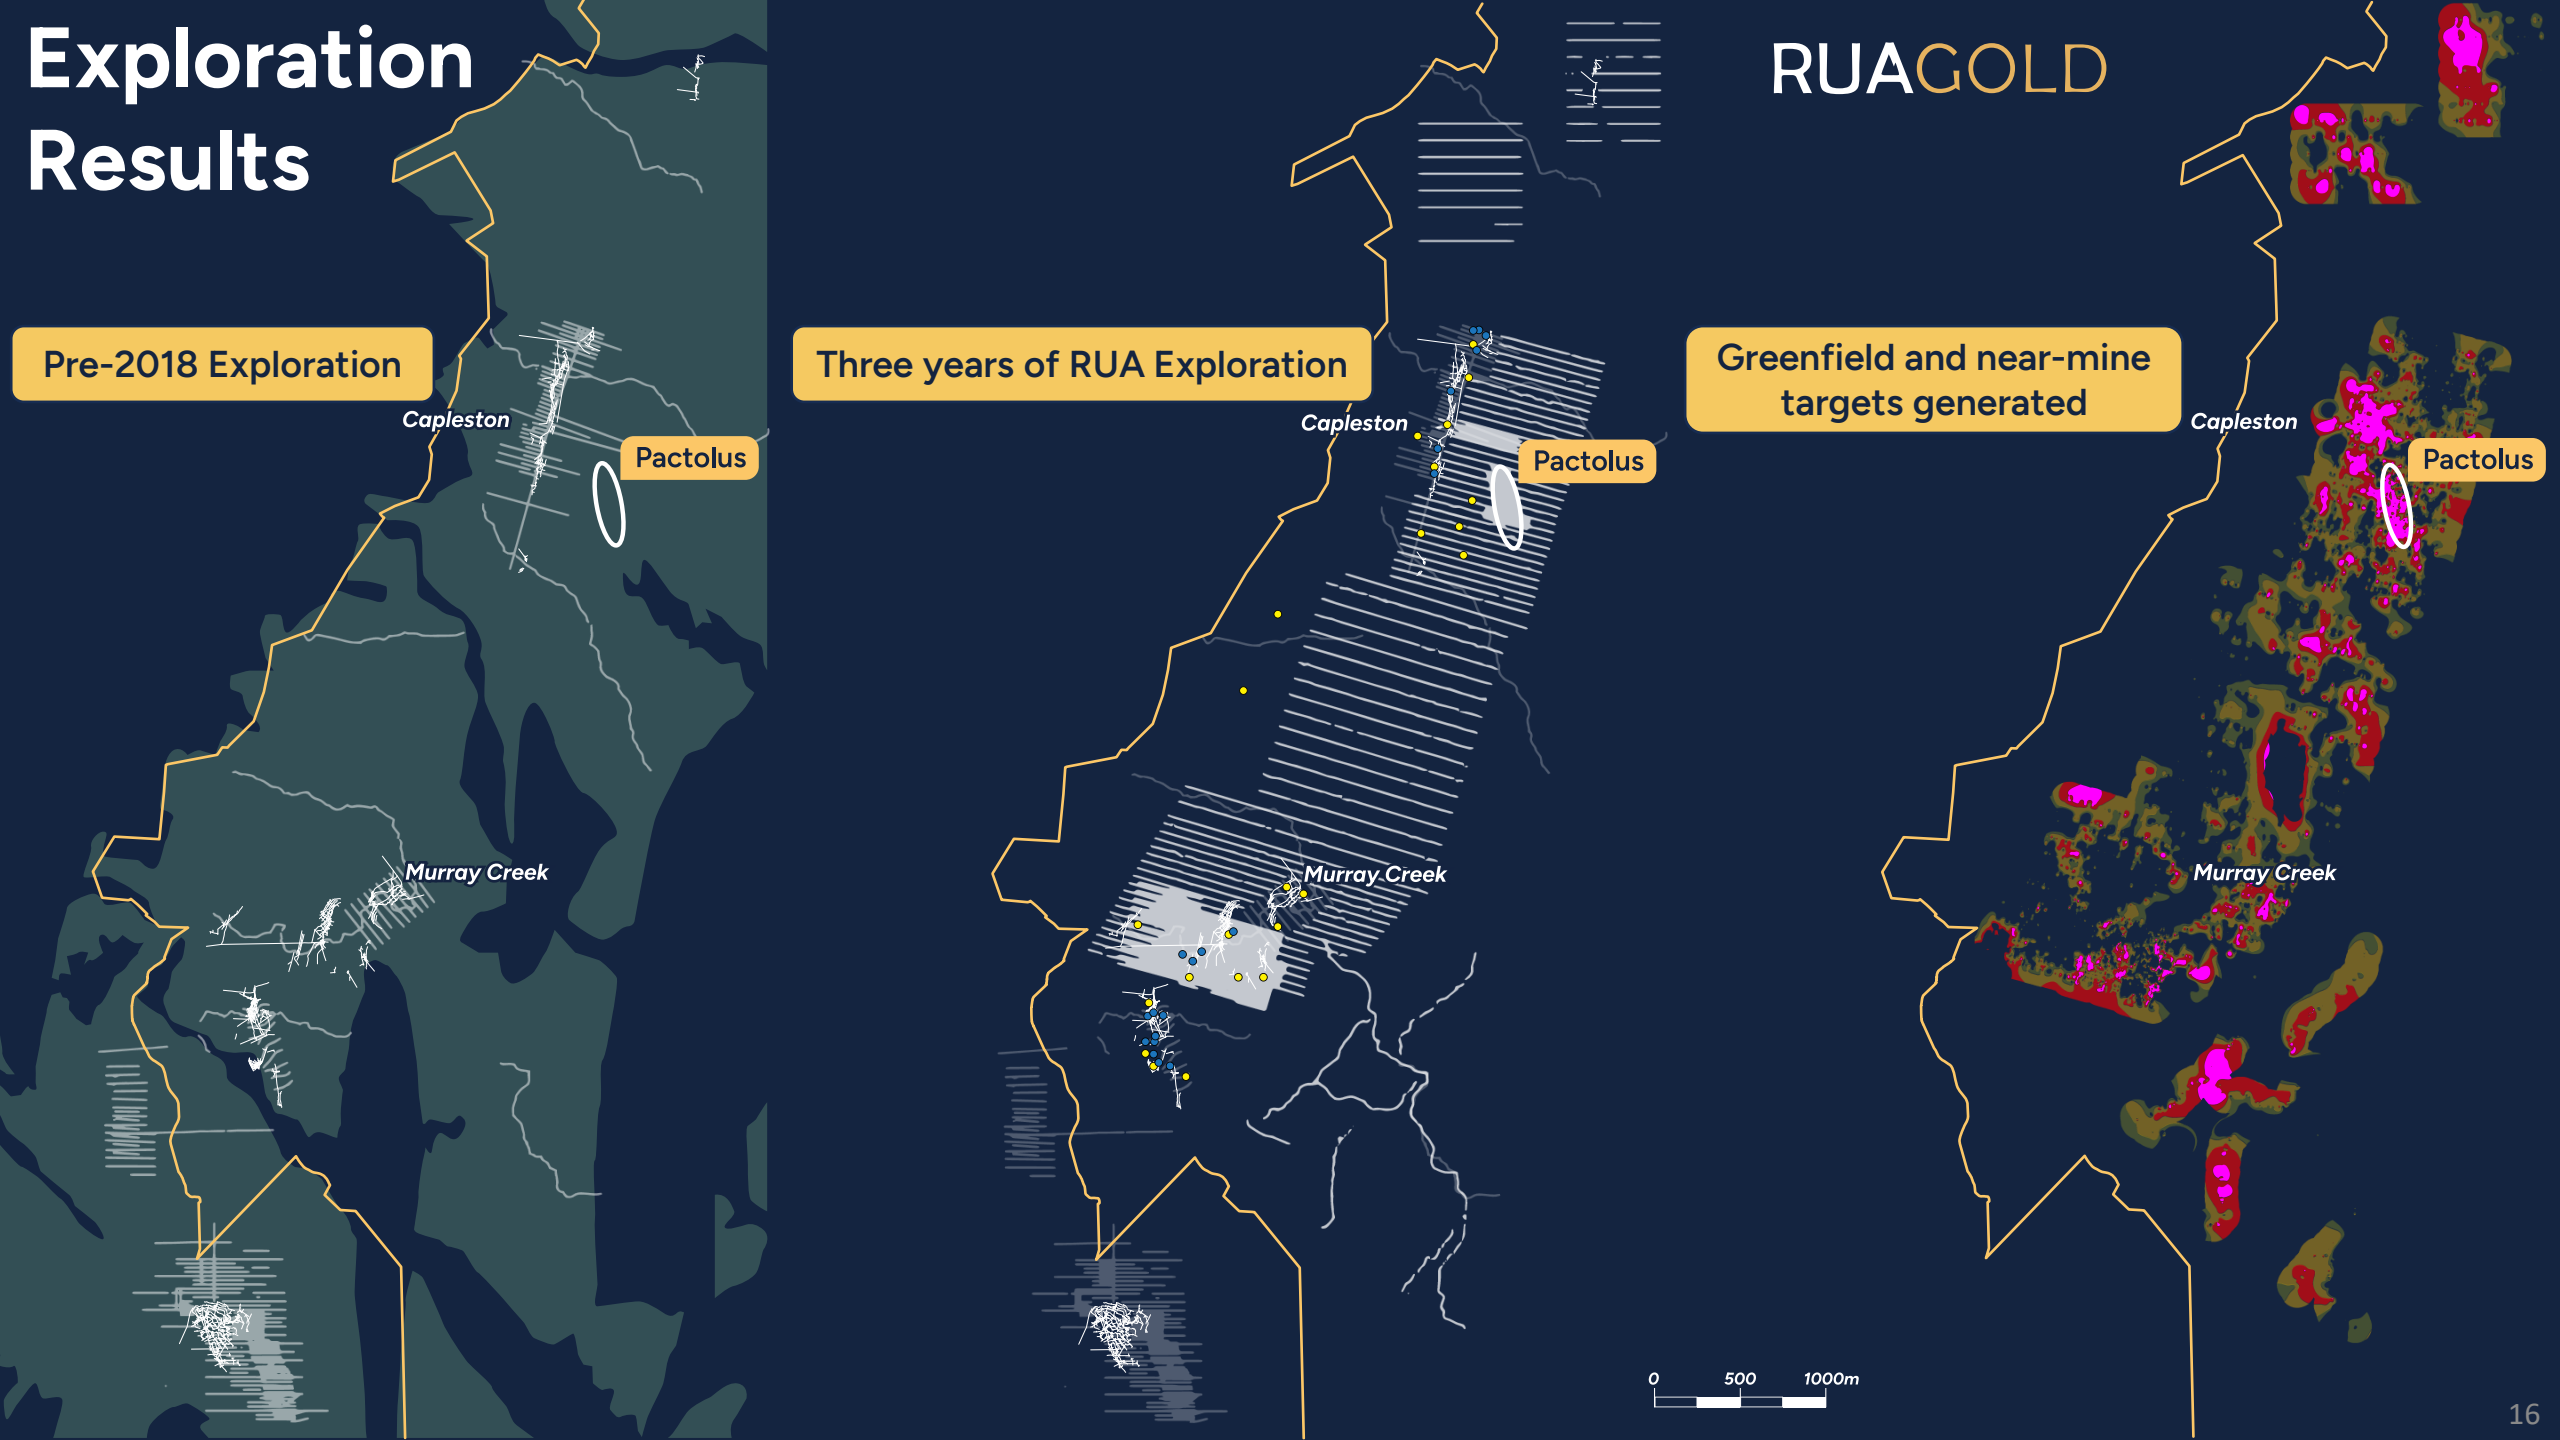 Exploration
Results
RUAGOLD
Pre-2018 Exploration
Capleston
Pactolus
Murray Creek
Three years of RUA Exploration
Capleston
Pactolus
Murray Creek
Greenfield and near-mine
targets generated
Capleston
Pactolus
Murray Creek
0 500 1000m
16